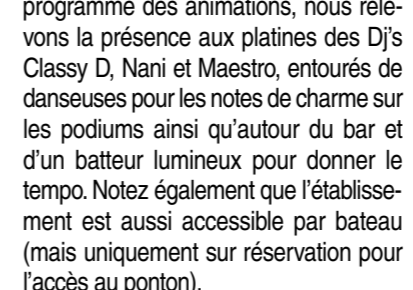 programme des animations, nous rele-
vons la présence aux platines des Dj’s
Classy D, Nani et Maestro, entourés de
danseuses pour les notes de charme sur
les podiums ainsi qu’autour du bar et
d’un batteur lumineux pour donner le
tempo. Notez également que l’établisse-
ment est aussi accessible par bateau
(mais uniquement sur réservation pour
l’accès au ponton).